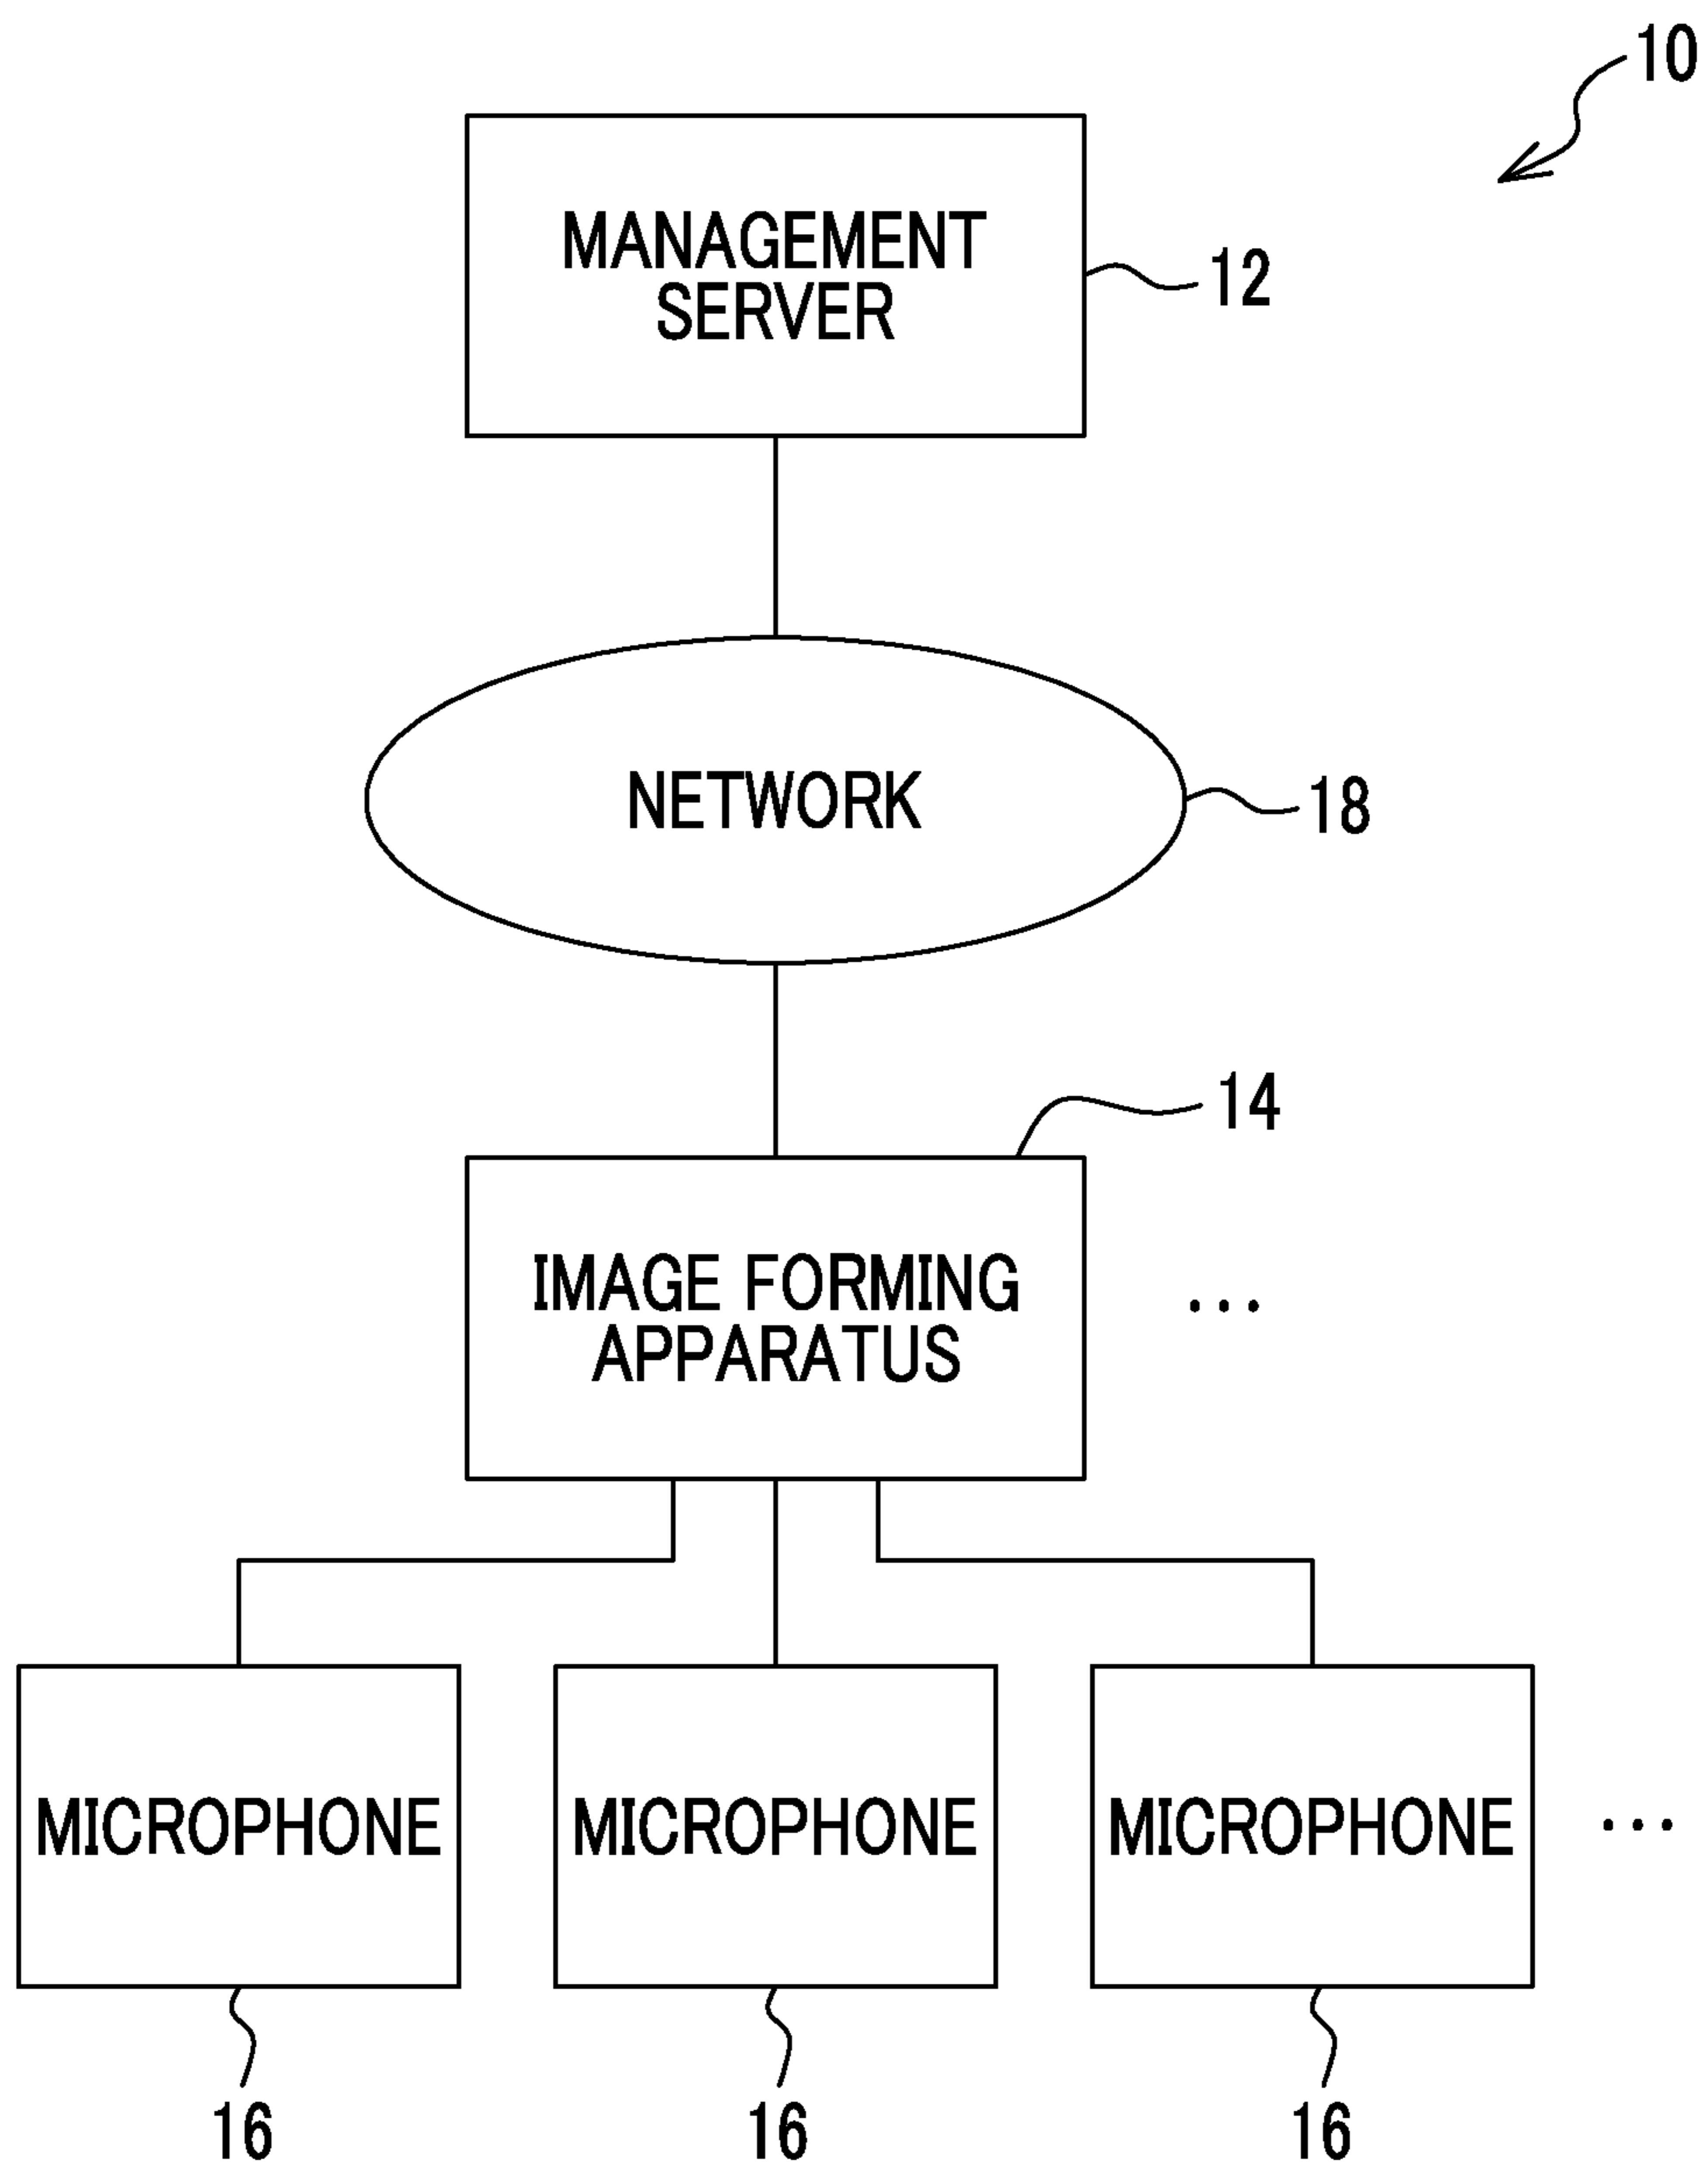 10
MANAGEMENT
SERVER
12
NETWORK
18
14
IMAGE FORMING
APPARATUS
...
MICROPHONE
MICROPHONE
MICROPHONE
...
16
16
16